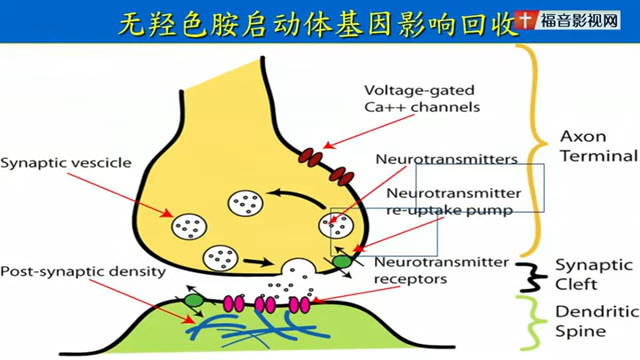 无羟色胺启动体基因影响回收
福音影视网
Voltage-gated
Ca++ channels
Axon
Terminal
Synaptic vescicle
Neurotransmitters
Neurotransmitter
re-uptake pump
Post-synaptic density
Neurotransmitter
receptors
Synaptic
Cleft
Dendritic
Spine